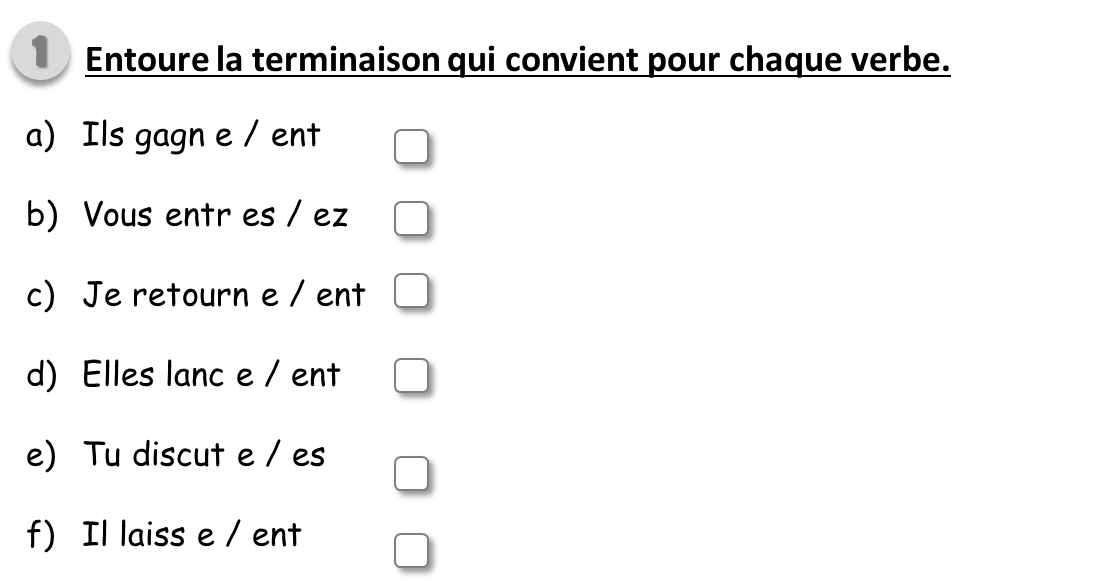 1 Entoure la terminaison qui convient pour chaque verbe.
a) Ils gagn e / ent
b) Vous entr es / ez
c) Je retourn e / ent
d) Elles lanc e / ent
e) Tu discut e / es
f) Il laiss e / ent